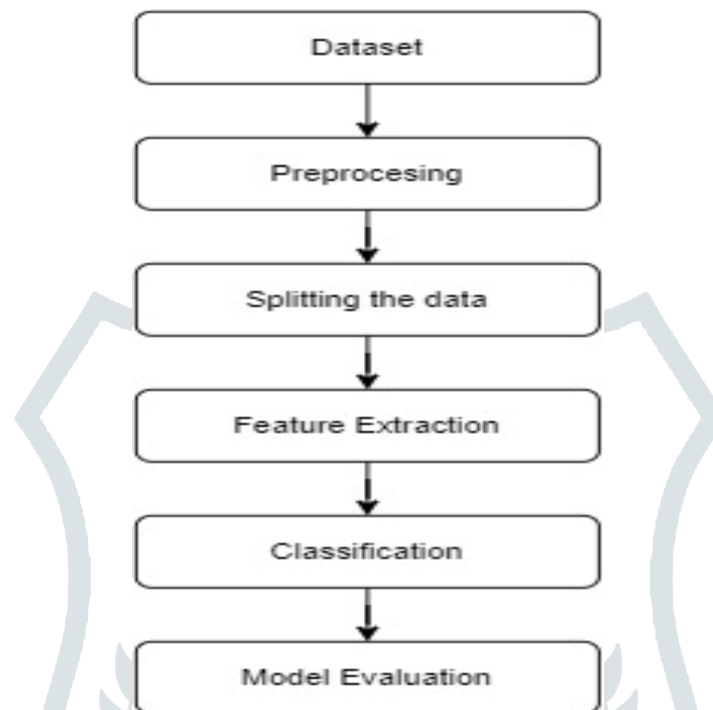 Dataset
Preprocesing
Splitting the data
Feature Extraction
Classification
Model Evaluation